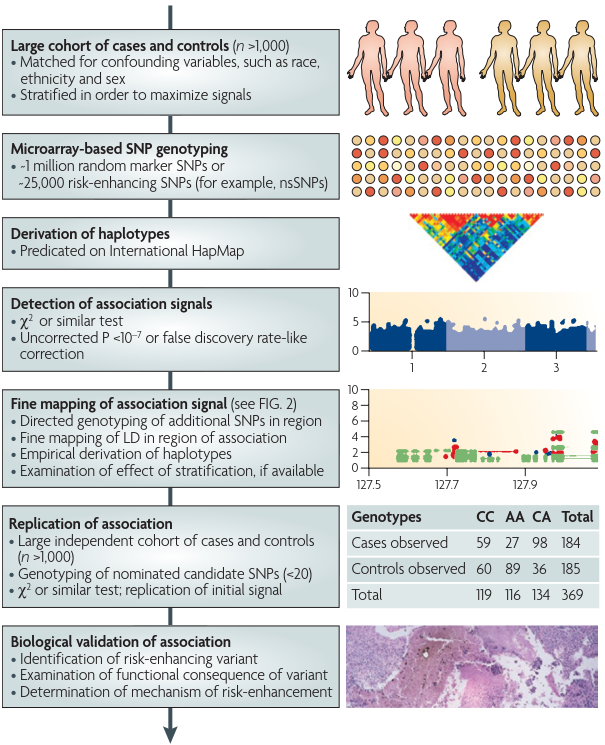 Large cohort of cases and controls (n >1,000)
• Matched for confounding variables, such as race,
ethnicity and sex
• Stratified in order to maximize signals
Microarray-based SNP genotyping
• ~1 million random marker SNPs or
~25,000 risk-enhancing SNPs (for example, nsSNPs)
Derivation of haplotypes
• Predicated on International HapMap
Detection of association signals
• χ² or similar test
• Uncorrected P <10⁻⁷ or false discovery rate-like
correction
10
5
0
1 2 3
Fine mapping of association signal (see FIG. 2)
• Directed genotyping of additional SNPs in region
• Fine mapping of LD in region of association
• Empirical derivation of haplotypes
• Examination of effect of stratification, if available
10
8
6
4
2
0
127.5 127.7 127.9
Replication of association
• Large independent cohort of cases and controls
(n >1,000)
• Genotyping of nominated candidate SNPs (<20)
• χ² or similar test; replication of initial signal
Genotypes CC AA CA Total
Cases observed 59 27 98 184
Controls observed 60 89 36 185
Total 119 116 134 369
Biological validation of association
• Identification of risk-enhancing variant
• Examination of functional consequence of variant
• Determination of mechanism of risk-enhancement